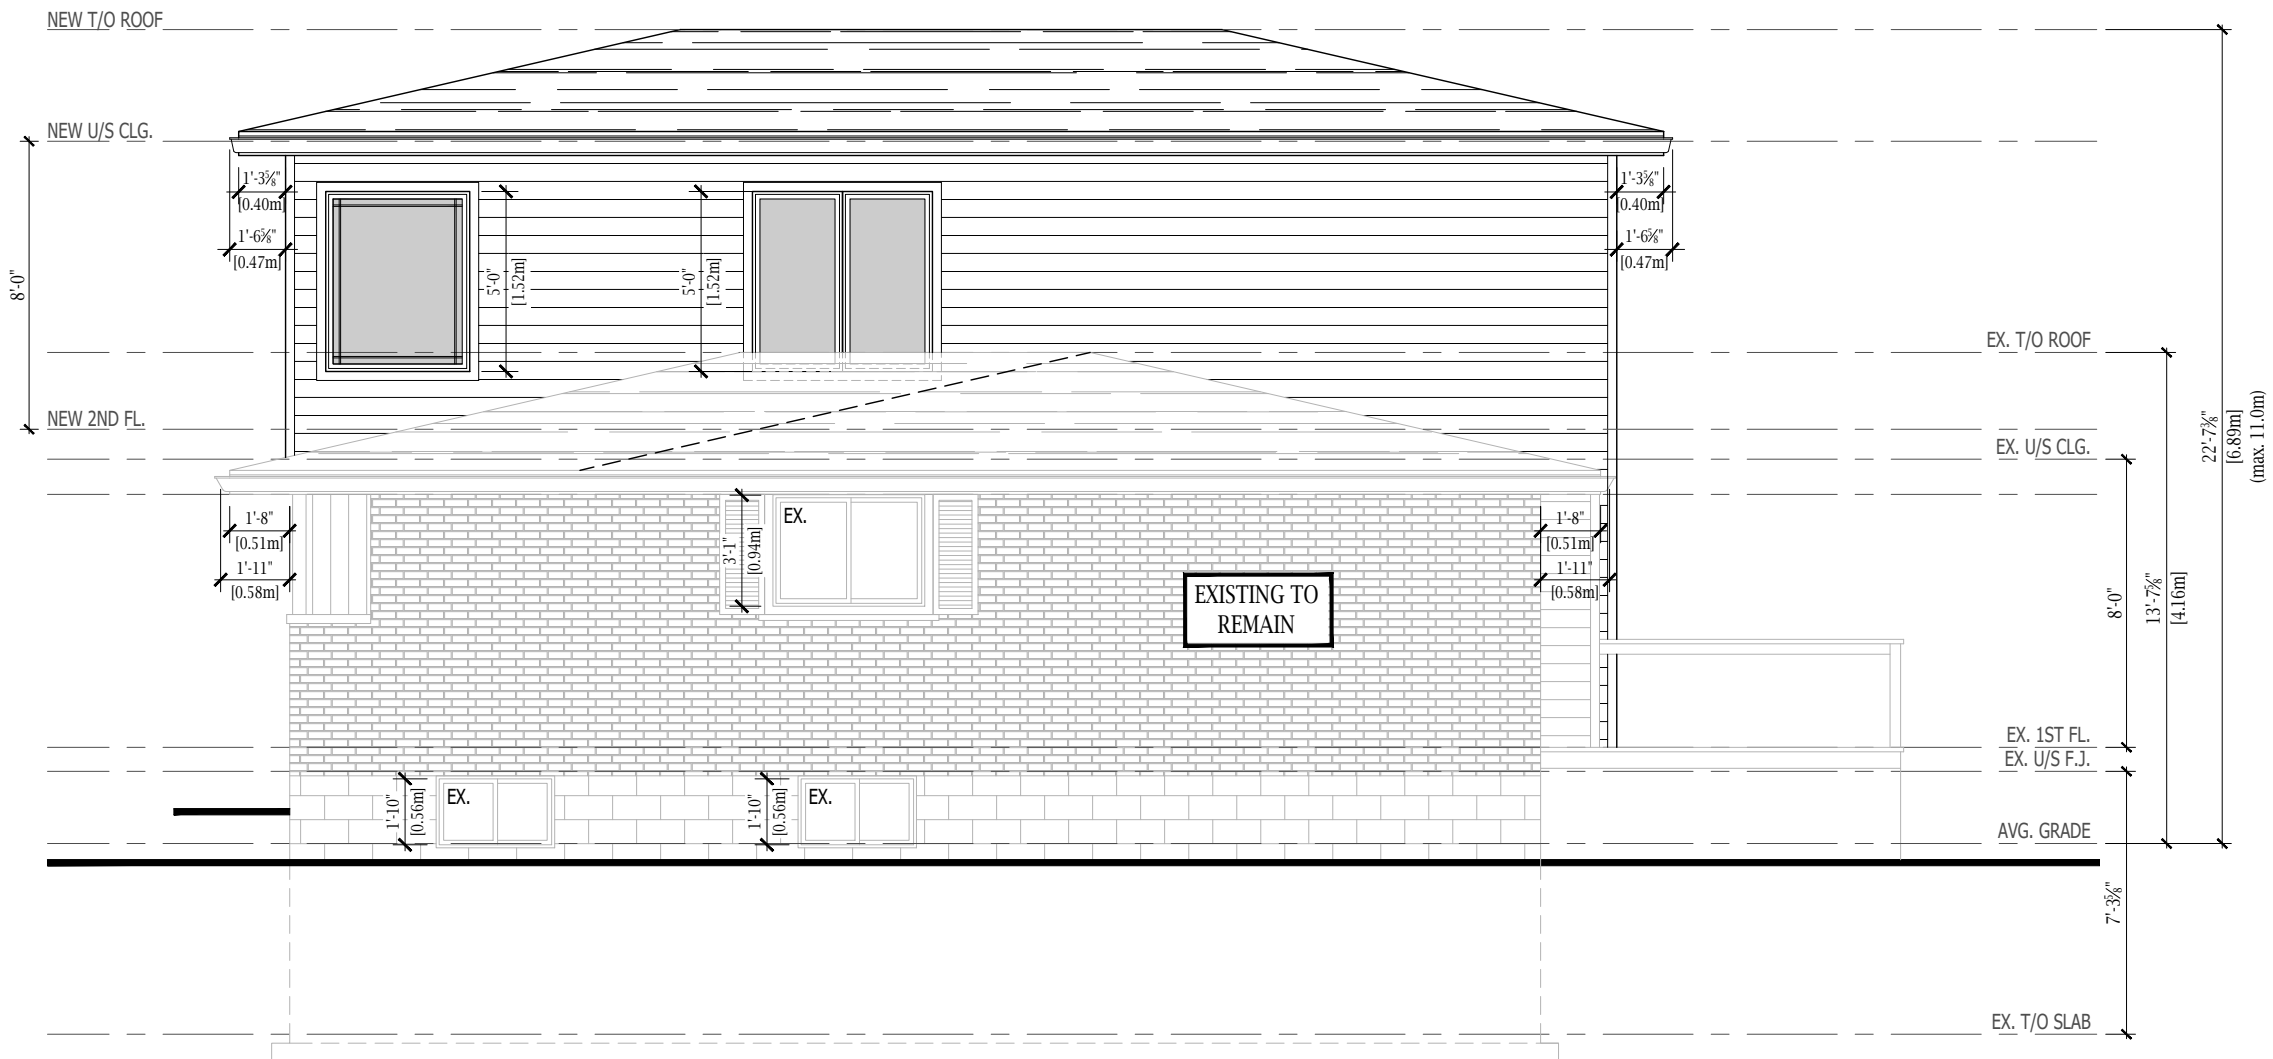 NEW T/O ROOF
NEW U/S CLG.
1'-3⅝"
[0.40m]
1'-3⅝"
[0.40m]
1'-6⅝"
[0.47m]
1'-6⅝"
[0.47m]
8'-0"
5'-0"
[1.52m]
5'-0"
[1.52m]
EX. T/O ROOF
NEW 2ND FL.
22'-7⅜"
[6.89m]
(max. 11.0m)
EX. U/S CLG.
1'-8"
[0.51m]
1'-11"
[0.58m]
3'-1"
[0.94m]
EX.
1'-8"
[0.51m]
1'-11"
[0.58m]
EXISTING TO
REMAIN
8'-0"
13'-7⅝"
[4.16m]
EX. 1ST FL.
EX. U/S F.J.
1'-10"
[0.56m]
EX.
1'-10"
[0.56m]
EX.
AVG. GRADE
7'-3⅝"
EX. T/O SLAB